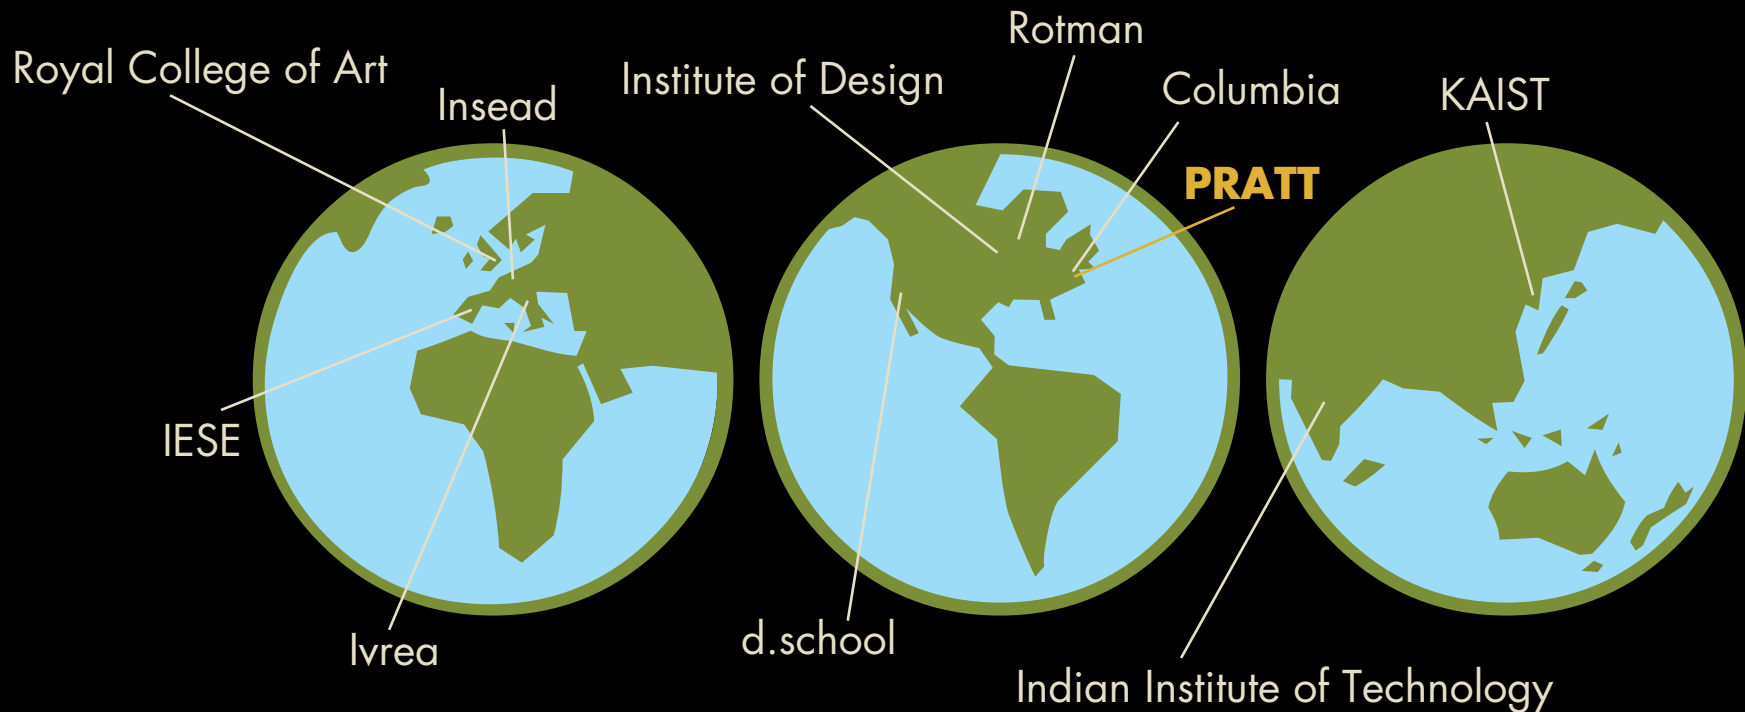 Royal College of Art
Insead
IESE
Ivrea
Institute of Design
Rotman
Columbia
PRATT
d.school
KAIST
Indian Institute of Technology